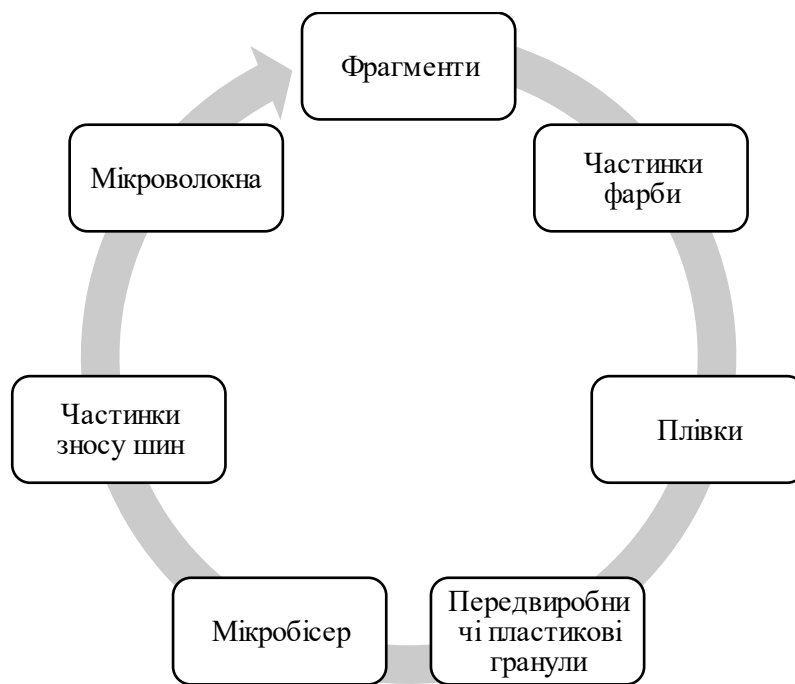 Фрагменти
Частинки
фарби
Плівки
Передвиробни
чі пластикові
гранули
Мікробісер
Частинки
зносу шин
Мікроволокна